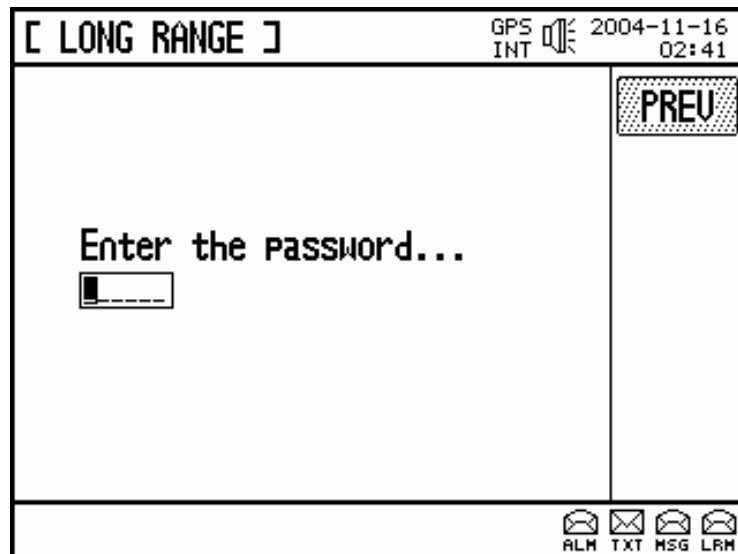 [ LONG RANGE ]
GPS 2004-11-16
INT 02:41
PREV
Enter the password...
ALM TXT MSG LRM